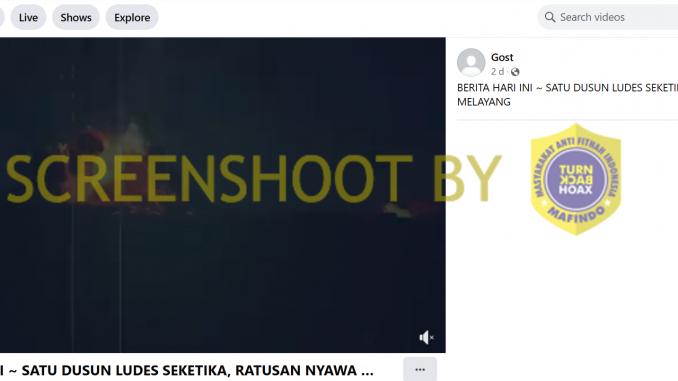 Live
Shows
Explore
Search videos
Gost
2 d
BERITA HARI INI ~ SATU DUSUN LUDES
MELAYANG
SCREENSHOOT BY
MASYARAKAT ANTI FITNAH INDONESIA
TURN
BACK
HOAX
MAFINDO
I ~ SATU DUSUN LUDES SEKETIKA, RATUSAN NYAWA ...